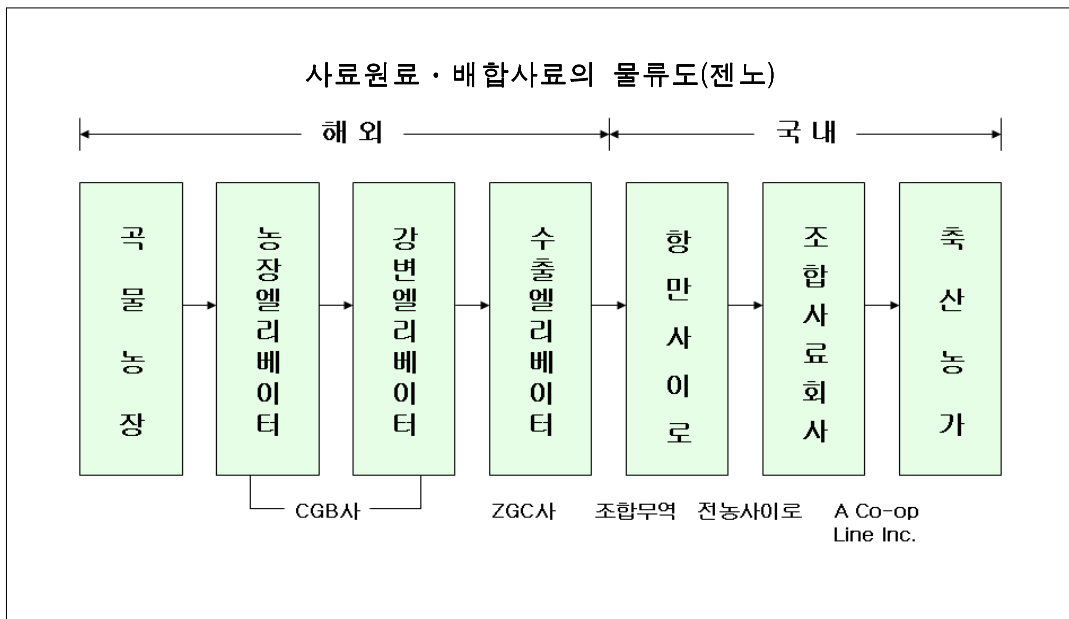 사료원료·배합사료의 물류도(젠노)
해 외
국 내
곡물농장
농장엘리베이터
강변엘리베이터
수출엘리베이터
항만사이로
조합사료회사
축산농가
CGB사
ZGC사
조합무역
전농사이로
A Co-op
Line Inc.